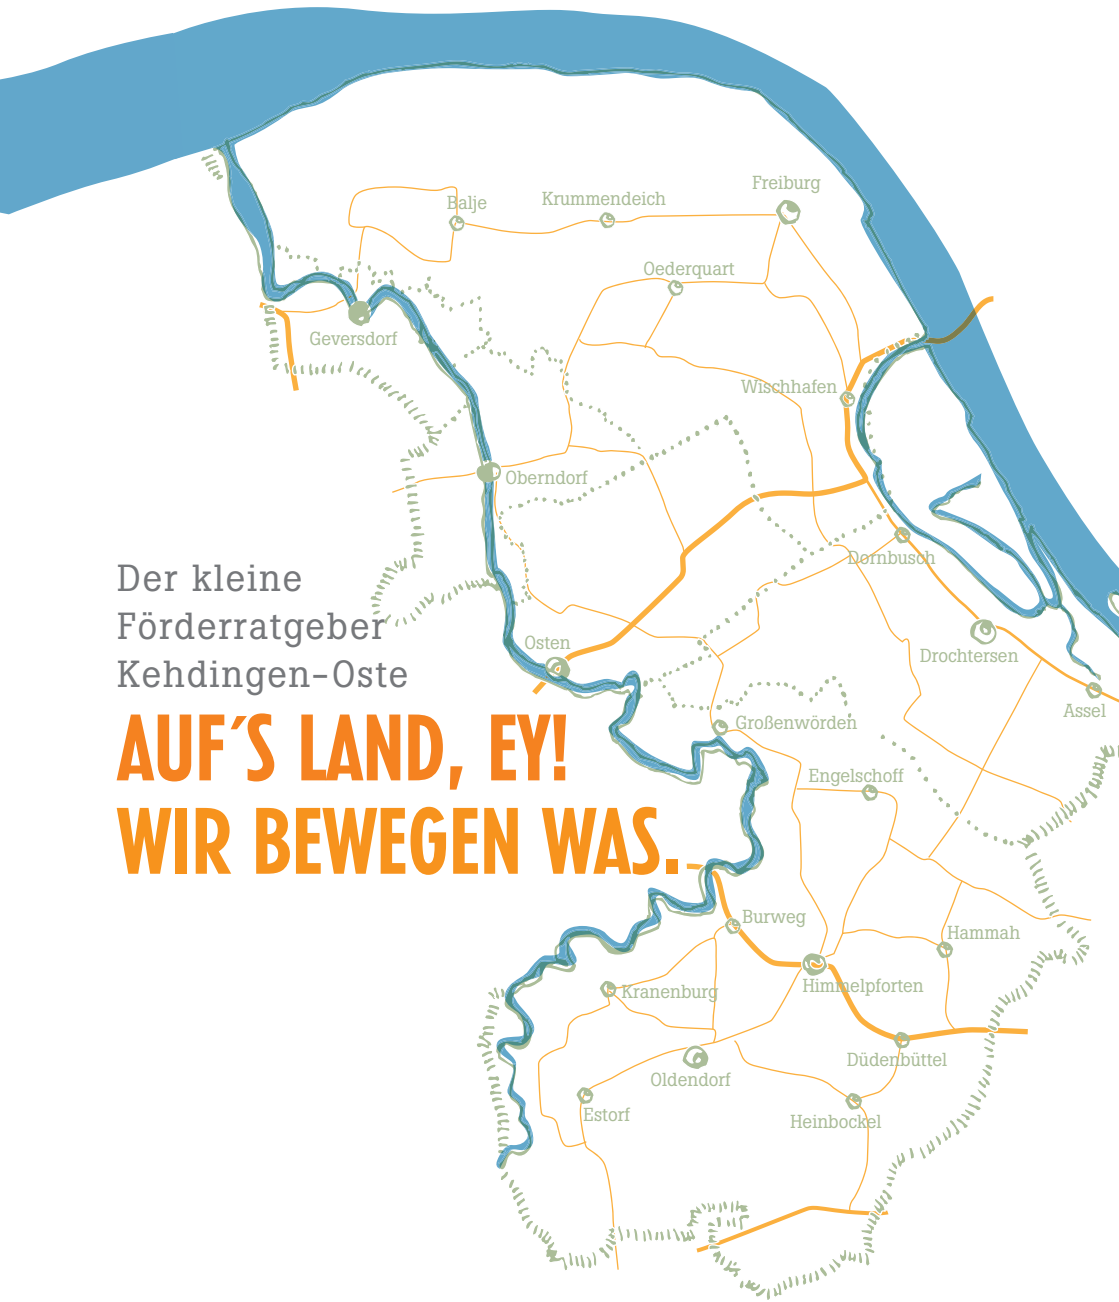 Freiburg
Balje
Krummendeich
Oederquart
Geversdorf
Wischhafen
Oberndorf
Dornbusch
Der kleine
Förderratgeber
Kehdingen-Oste
Osten
Drochtersen
Assel
Großenwörden
AUF´S LAND, EY!
WIR BEWEGEN WAS.
Engelschoff
Burweg
Hammah
Himmelpforten
Kranenburg
Düdenbüttel
Oldendorf
Estorf
Heinbockel